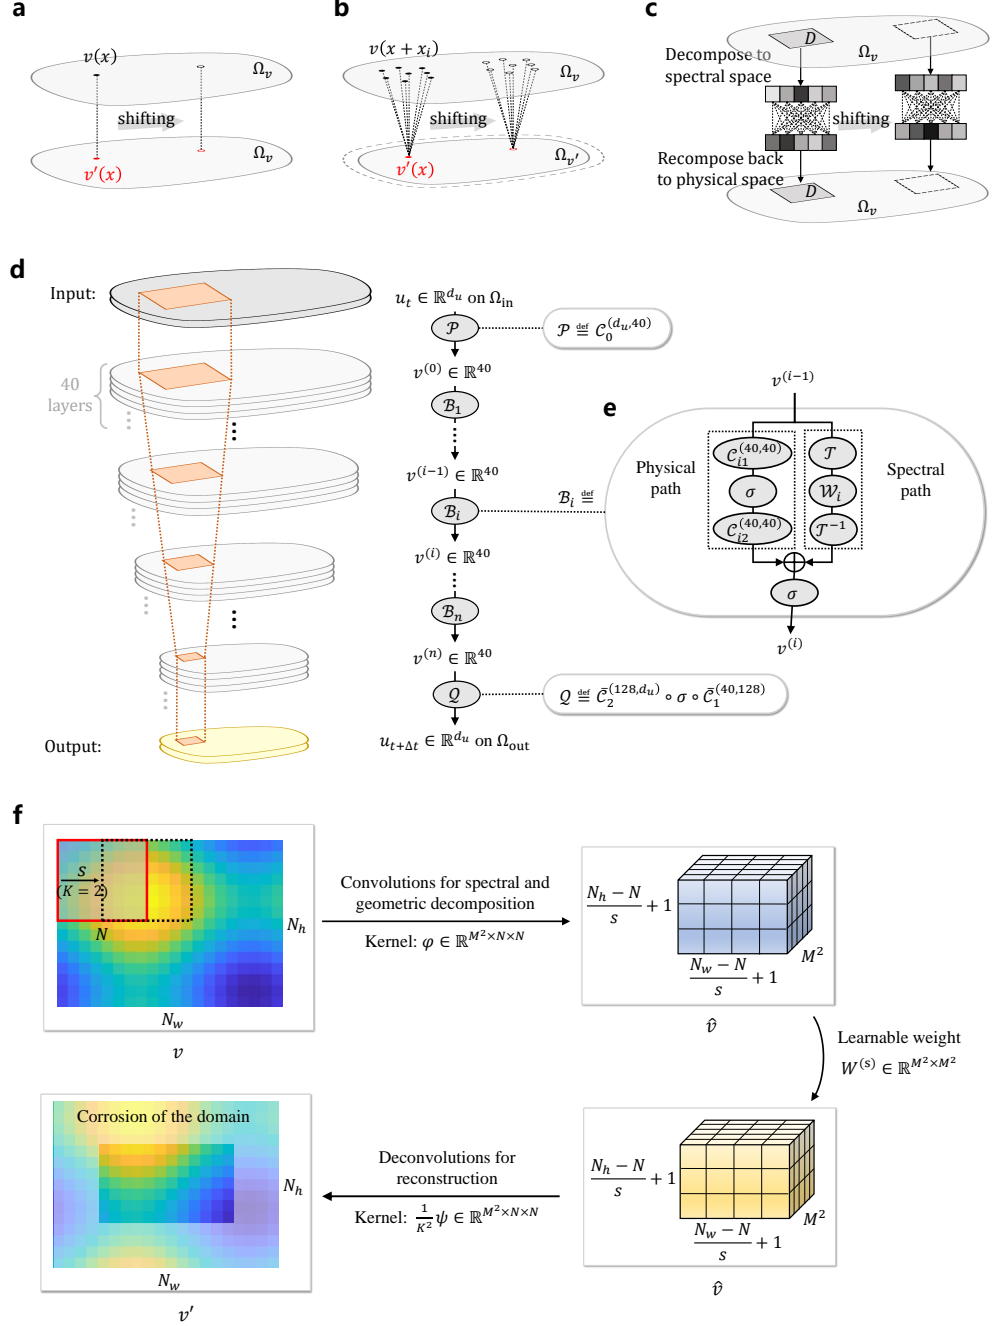 a
v(x)
Ω_v
shifting
Ω_v
v′(x)
b
v(x + x_i)
Ω_v
shifting
Ω_v′
v′(x)
c
D
Ω_v
Decompose to
spectral space
shifting
Recompose back
to physical space
D
Ω_v
d
Input:
40
layers
Output:
u_t ∈ ℝ^{d_u} on Ω_in
𝒫
𝒫 ≝ 𝒞_0^{(d_u,40)}
v^{(0)} ∈ ℝ^{40}
ℬ_1
v^{(i−1)} ∈ ℝ^{40}
ℬ_i
ℬ_i ≝
v^{(i)} ∈ ℝ^{40}
ℬ_n
v^{(n)} ∈ ℝ^{40}
𝒬
𝒬 ≝ 𝒞̄_2^{(128,d_u)} ∘ σ ∘ 𝒞̄_1^{(40,128)}
u_{t+Δt} ∈ ℝ^{d_u} on Ω_out
e
v^{(i−1)}
Physical
path
𝒞_{i1}^{(40,40)}
σ
𝒞_{i2}^{(40,40)}
𝒯
𝒲_i
𝒯^{−1}
Spectral
path
σ
v^{(i)}
f
s
(K = 2)
N
N_h
N_w
v
Convolutions for spectral and
geometric decomposition
Kernel: φ ∈ ℝ^{M²×N×N}
(N_h − N)/s + 1
M²
(N_w − N)/s + 1
v̂
Learnable weight
W^{(s)} ∈ ℝ^{M²×M²}
(N_h − N)/s + 1
M²
(N_w − N)/s + 1
v̂
Deconvolutions for
reconstruction
Kernel: 1/K² ψ ∈ ℝ^{M²×N×N}
Corrosion of the domain
N_h
N_w
v′